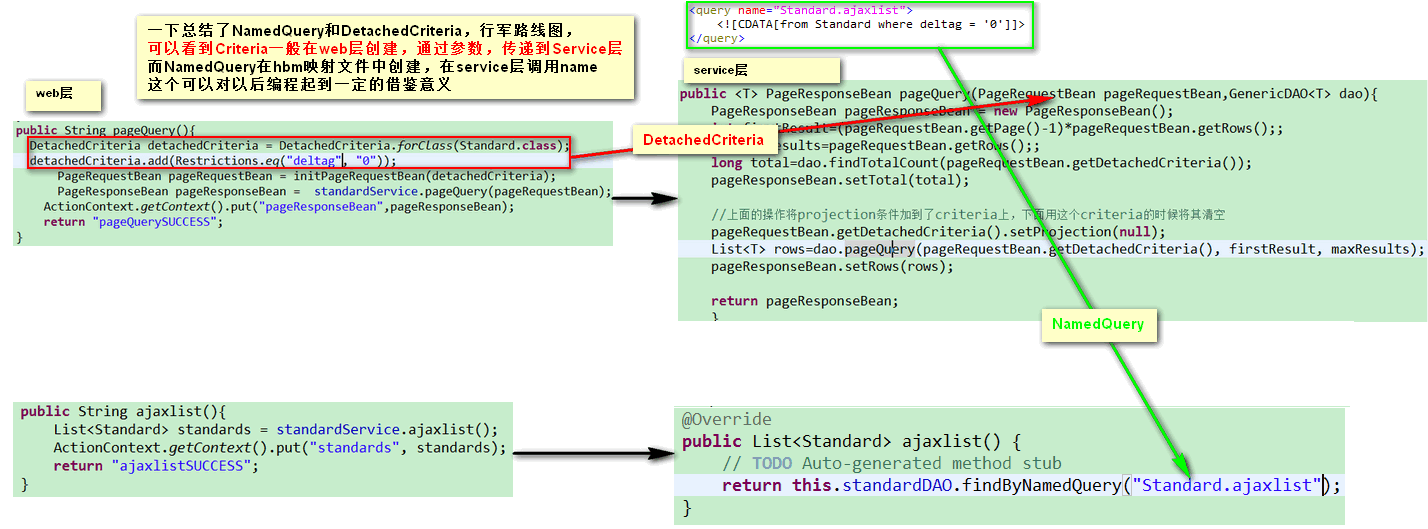 一下总结了NamedQuery和DetachedCriteria，行军路线图，
可以看到Criteria一般在web层创建，通过参数，传递到Service层
而NamedQuery在hbm映射文件中创建，在service层调用name
这个可以对以后编程起到一定的借鉴意义
<query name="Standard.ajaxlist">
<![CDATA[from Standard where deltag = '0']]>
</query>
web层
public String pageQuery(){
DetachedCriteria detachedCriteria = DetachedCriteria.forClass(Standard.class);
detachedCriteria.add(Restrictions.eq("deltag", "0"));
PageRequestBean pageRequestBean = initPageRequestBean(detachedCriteria);
PageResponseBean pageResponseBean = standardService.pageQuery(pageRequestBean);
ActionContext.getContext().put("pageResponseBean",pageResponseBean);
return "pageQuerySUCCESS";
}
DetachedCriteria
service层
public <T> PageResponseBean pageQuery(PageRequestBean pageRequestBean,GenericDAO<T> dao){
PageResponseBean pageResponseBean = new PageResponseBean();
Result=(pageRequestBean.getPage()-1)*pageRequestBean.getRows();;
esults=pageRequestBean.getRows();;
long total=dao.findTotalCount(pageRequestBean.getDetachedCriteria());
pageResponseBean.setTotal(total);
//上面的操作将projection条件加到了criteria上，下面用这个criteria的时候将其清空
pageRequestBean.getDetachedCriteria().setProjection(null);
List<T> rows=dao.pageQuery(pageRequestBean.getDetachedCriteria(), firstResult, maxResults);
pageResponseBean.setRows(rows);
return pageResponseBean;
}
NamedQuery
public String ajaxlist(){
List<Standard> standards = standardService.ajaxlist();
ActionContext.getContext().put("standards", standards);
return "ajaxlistSUCCESS";
}
@Override
public List<Standard> ajaxlist() {
// TODO Auto-generated method stub
return this.standardDAO.findByNamedQuery("Standard.ajaxlist");
}